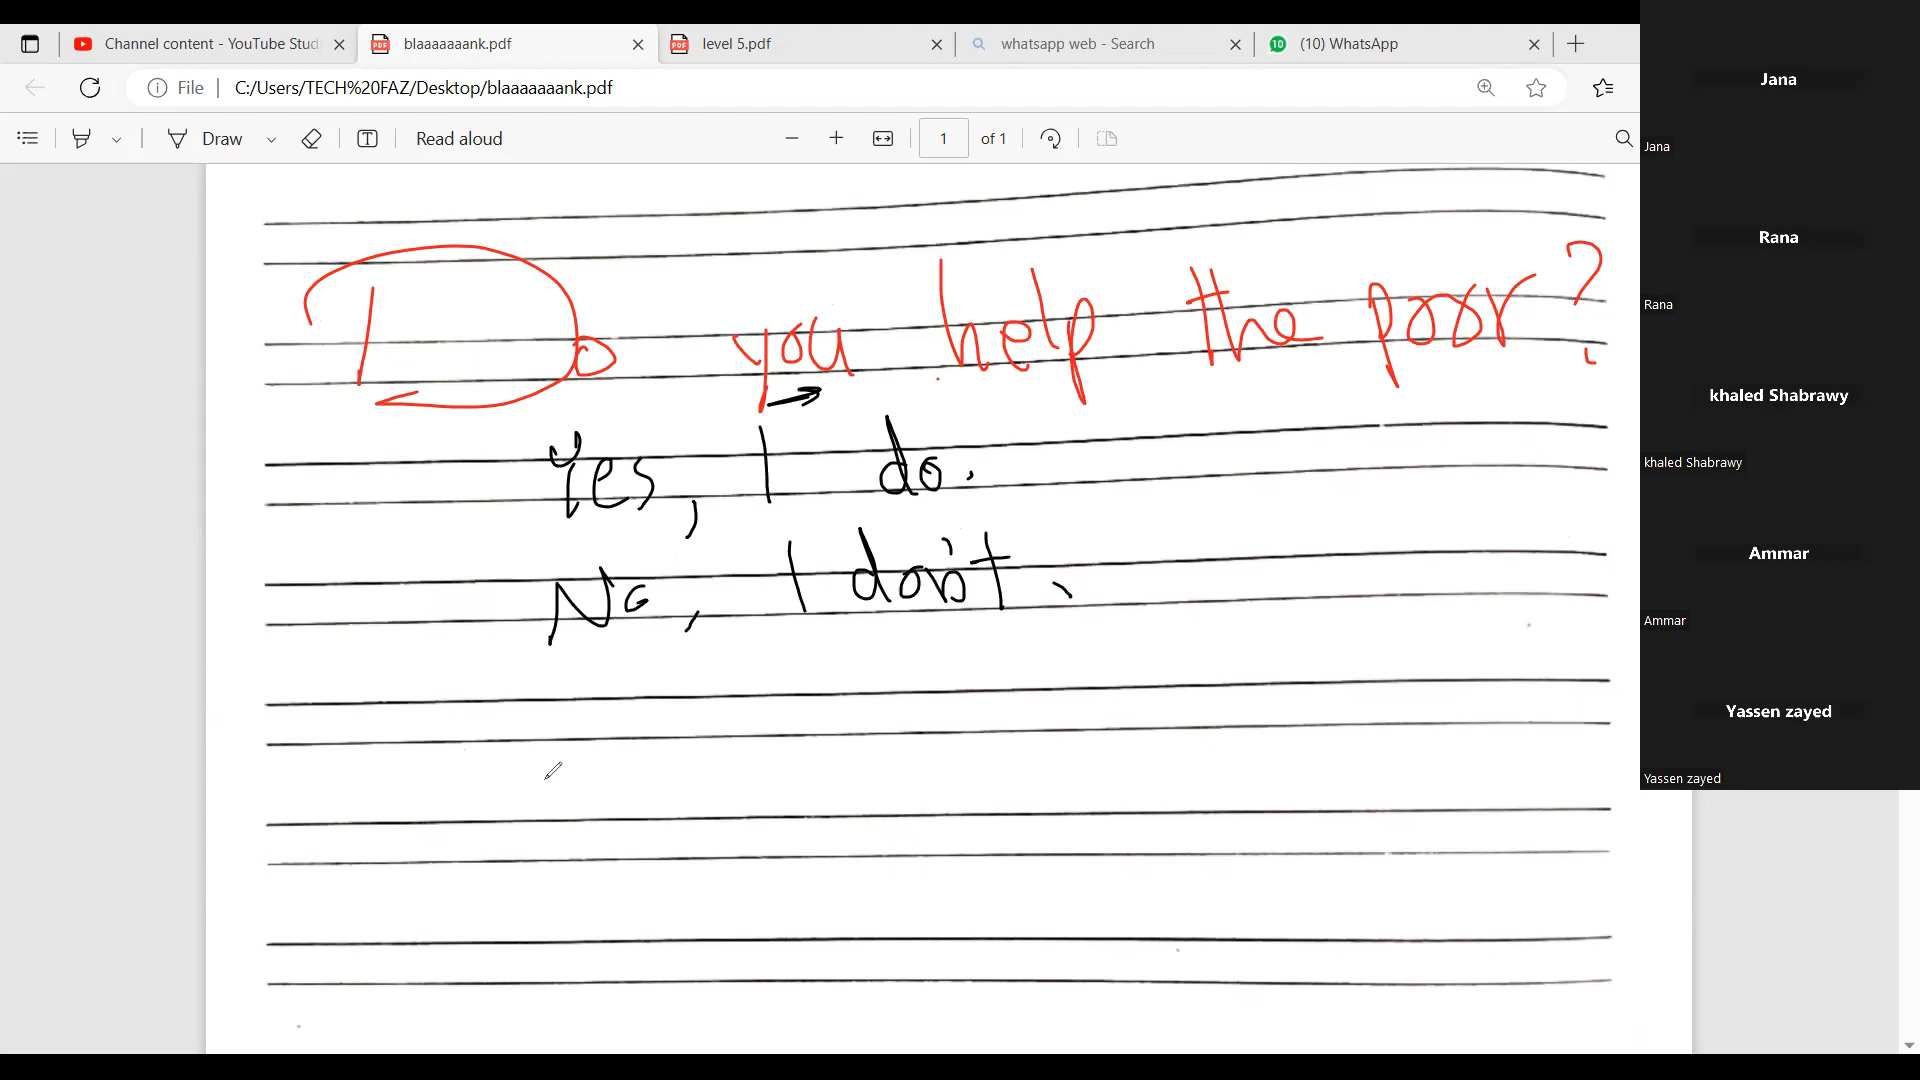 Channel content - YouTube Stud
blaaaaaaank.pdf
level 5.pdf
whatsapp web - Search
10
(10) WhatsApp
File
C:/Users/TECH%20FAZ/Desktop/blaaaaaaank.pdf
Draw
Read aloud
1
of 1
Do you help the poor?
Yes, I do.
No, I don't.
Jana
Jana
Rana
Rana
khaled Shabrawy
khaled Shabrawy
Ammar
Ammar
Yassen zayed
Yassen zayed